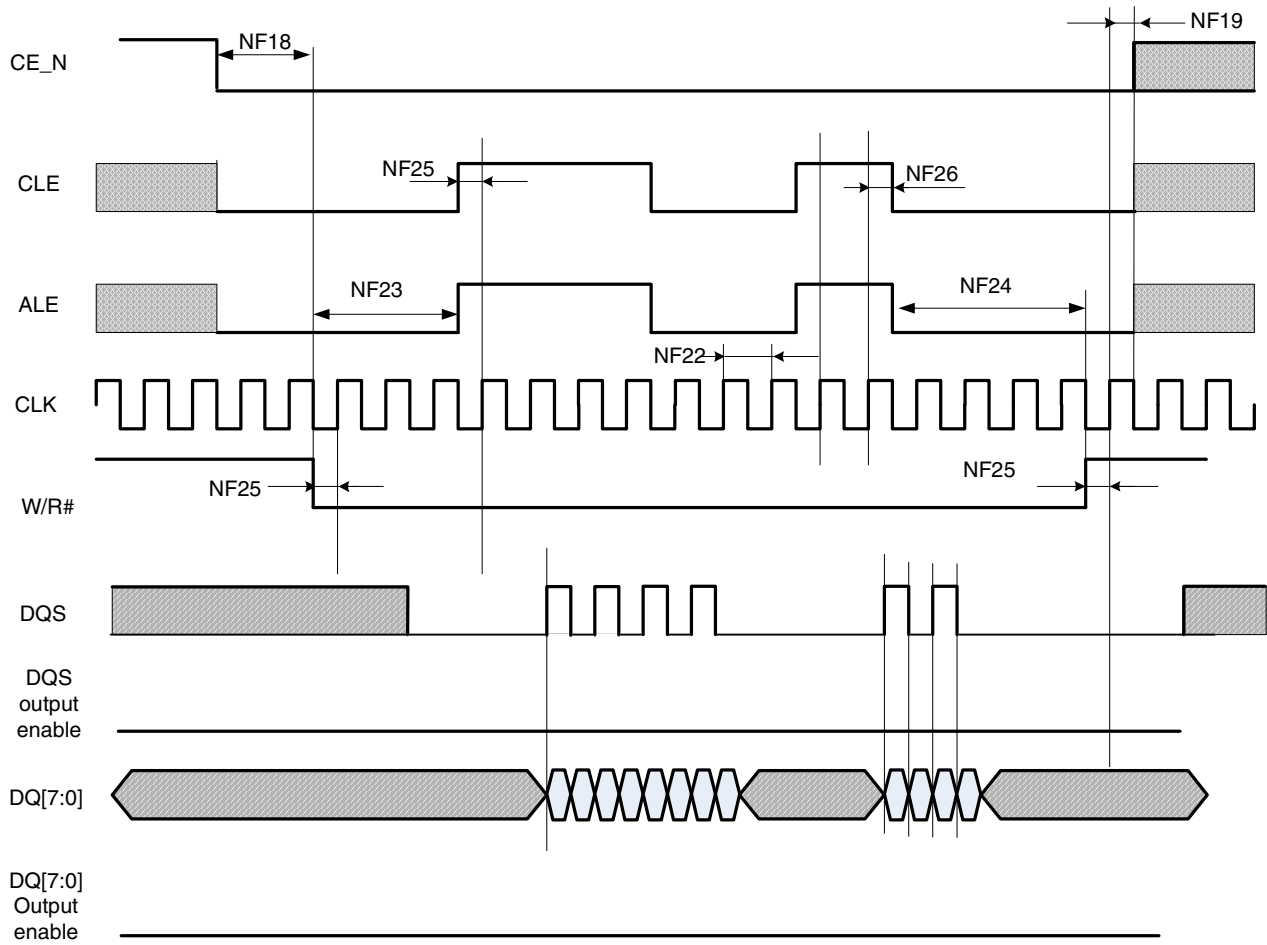 NF19
NF18
CE_N
NF25
CLE
NF26
ALE
NF23
NF24
NF22
CLK
NF25
NF25
W/R#
DQS
DQS
output
enable
DQ[7:0]
DQ[7:0]
Output
enable